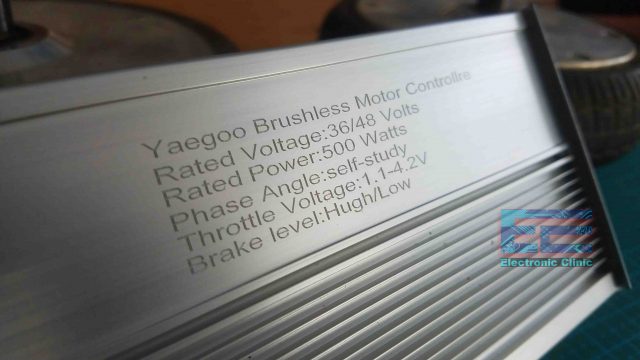 Yaegoo Brushless Motor Controllre
Rated Voltage:36/48 Volts
Rated Power:500 Watts
Phase Angle:self-study
Throttle Voltage:1.1-4.2V
Brake level:Hugh/Low
EC
Electronic Clinic